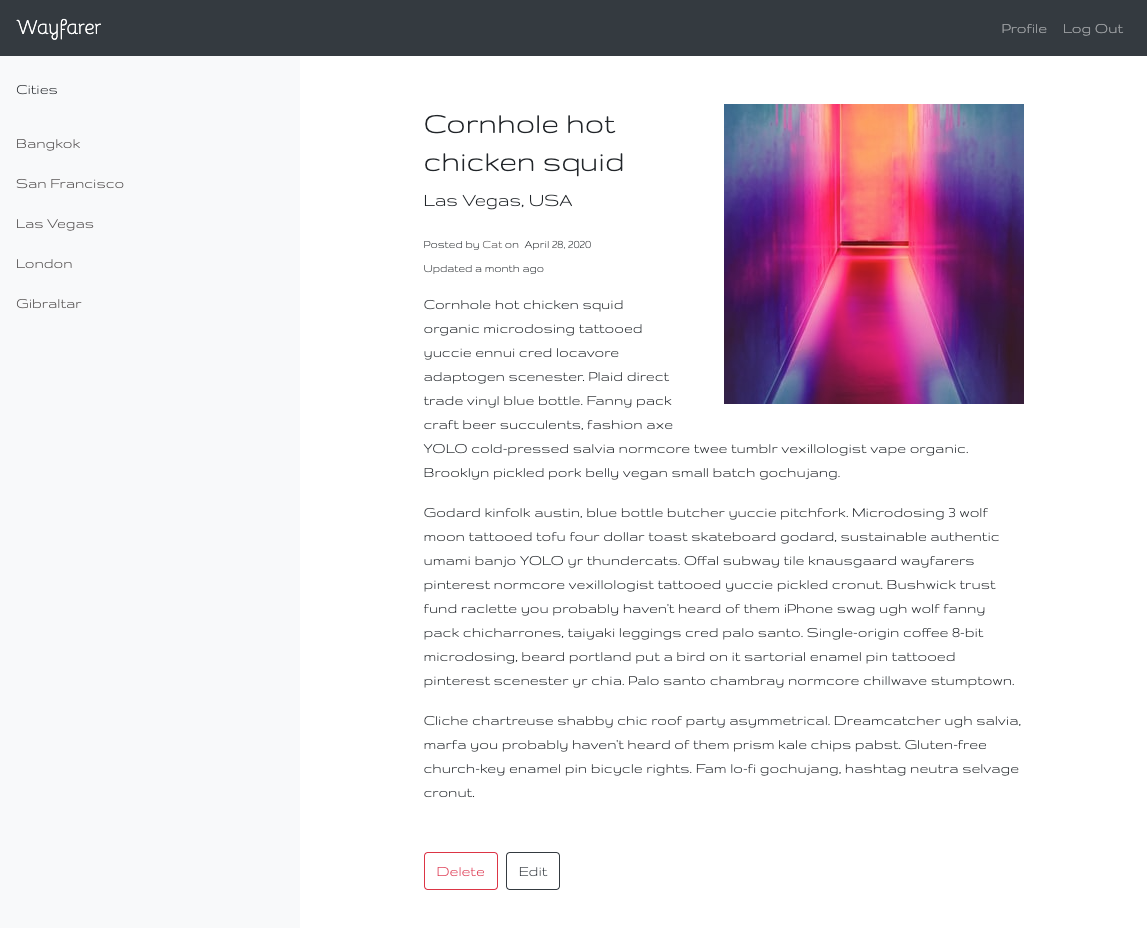 Wayfarer
Profile
Log Out
Cities
Bangkok
San Francisco
Las Vegas
London
Gibraltar
Cornhole hot
chicken squid
Las Vegas, USA
Posted by Cat on April 28, 2020
Updated a month ago
Cornhole hot chicken squid
organic microdosing tattooed
yuccie ennui cred locavore
adaptogen scenester. Plaid direct
trade vinyl blue bottle. Fanny pack
craft beer succulents, fashion axe
YOLO cold-pressed salvia normcore twee tumblr vexillologist vape organic.
Brooklyn pickled pork belly vegan small batch gochujang.
Godard kinfolk austin, blue bottle butcher yuccie pitchfork. Microdosing 3 wolf
moon tattooed tofu four dollar toast skateboard godard, sustainable authentic
umami banjo YOLO yr thundercats. Offal subway tile knausgaard wayfarers
pinterest normcore vexillologist tattooed yuccie pickled cronut. Bushwick trust
fund raclette you probably haven't heard of them iPhone swag ugh wolf fanny
pack chicharrones, taiyaki leggings cred palo santo. Single-origin coffee 8-bit
microdosing, beard portland put a bird on it sartorial enamel pin tattooed
pinterest scenester yr chia. Palo santo chambray normcore chillwave stumptown.
Cliche chartreuse shabby chic roof party asymmetrical. Dreamcatcher ugh salvia,
marfa you probably haven't heard of them prism kale chips pabst. Gluten-free
church-key enamel pin bicycle rights. Fam lo-fi gochujang, hashtag neutra selvage
cronut.
Delete
Edit